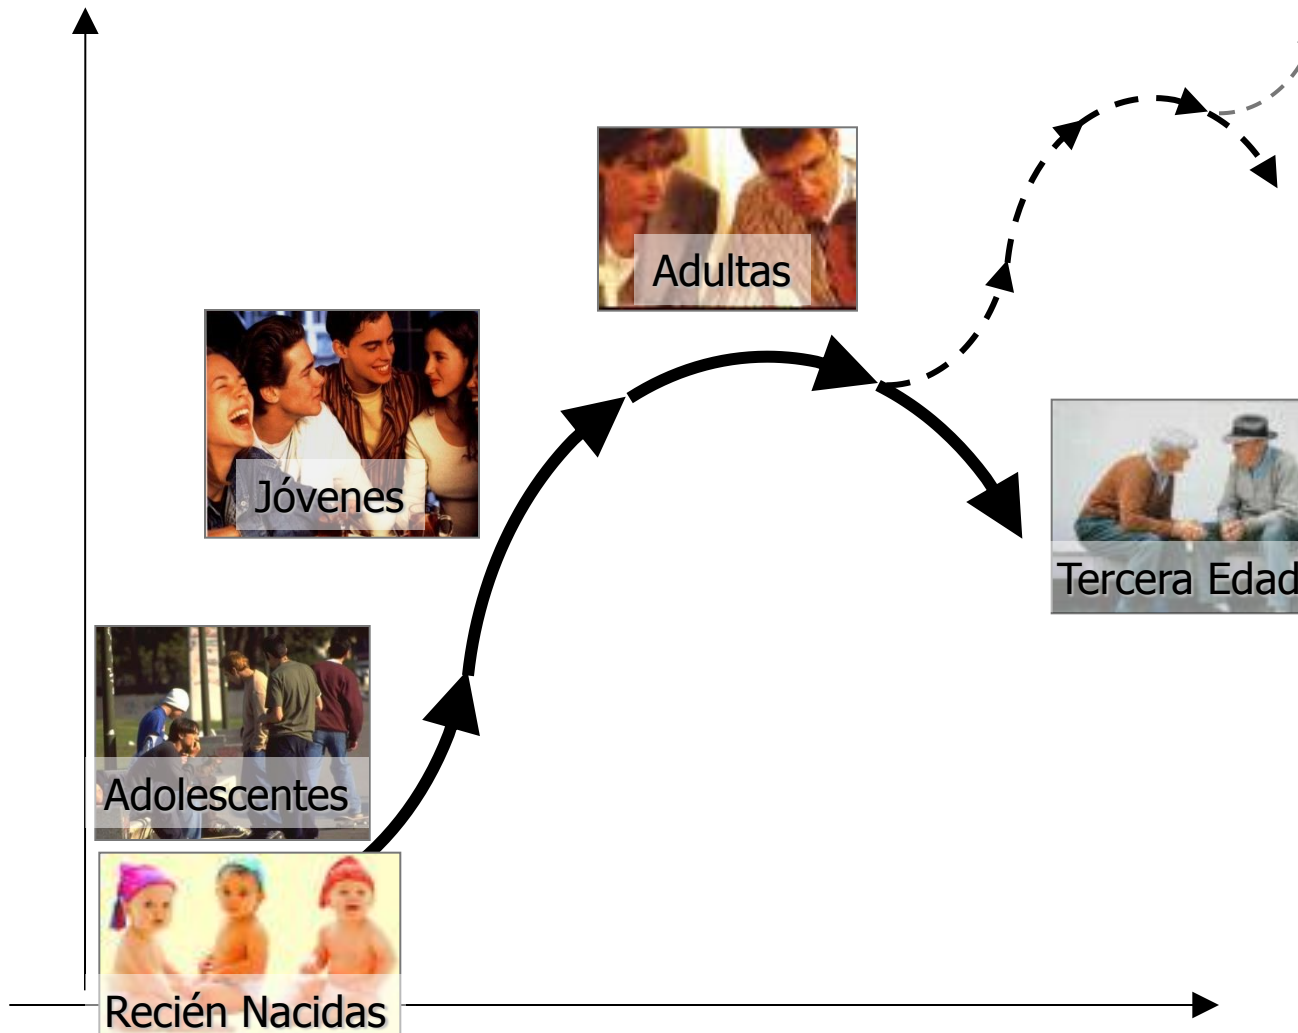 Adultas
Jóvenes
Tercera Edad
Adolescentes
Recién Nacidas